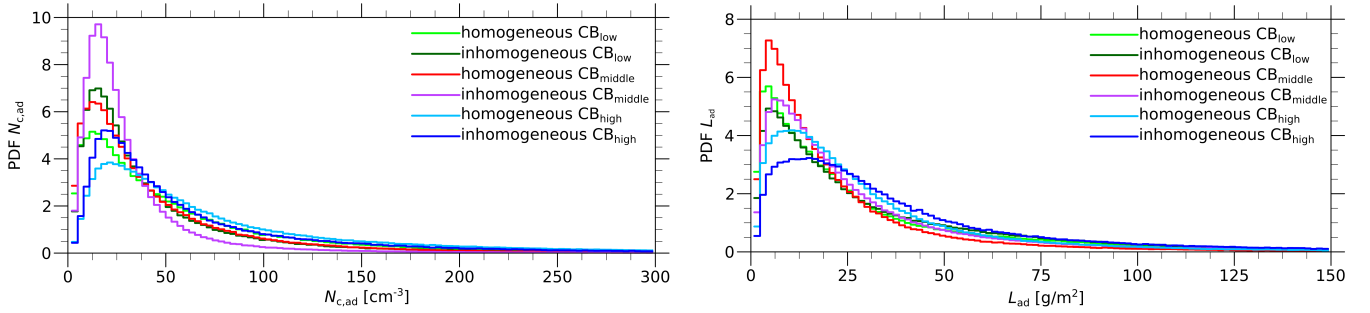 PDF N_c,ad
10
8
6
4
2
0
0 50 100 150 200 250 300
N_c,ad [cm^-3]
homogeneous CB_low
inhomogeneous CB_low
homogeneous CB_middle
inhomogeneous CB_middle
homogeneous CB_high
inhomogeneous CB_high
PDF L_ad
8
6
4
2
0
0 25 50 75 100 125 150
L_ad [g/m^2]
homogeneous CB_low
inhomogeneous CB_low
homogeneous CB_middle
inhomogeneous CB_middle
homogeneous CB_high
inhomogeneous CB_high